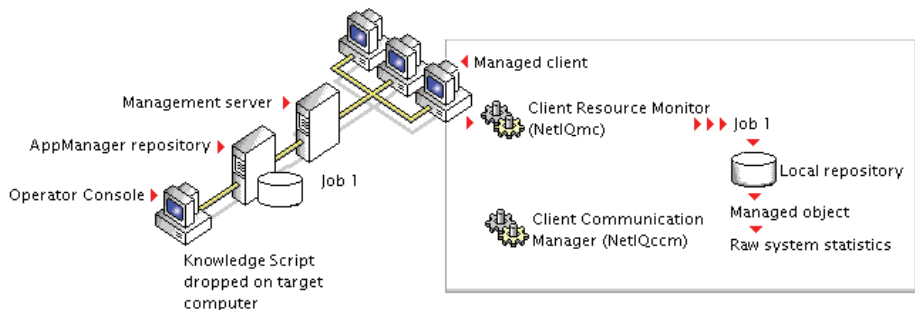 Managed client
Management server
Client Resource Monitor
(NetIQmc)
Job 1
AppManager repository
Local repository
Job 1
Operator Console
Managed object
Client Communication
Manager (NetIQccm)
Raw system statistics
Knowledge Script
dropped on target
computer